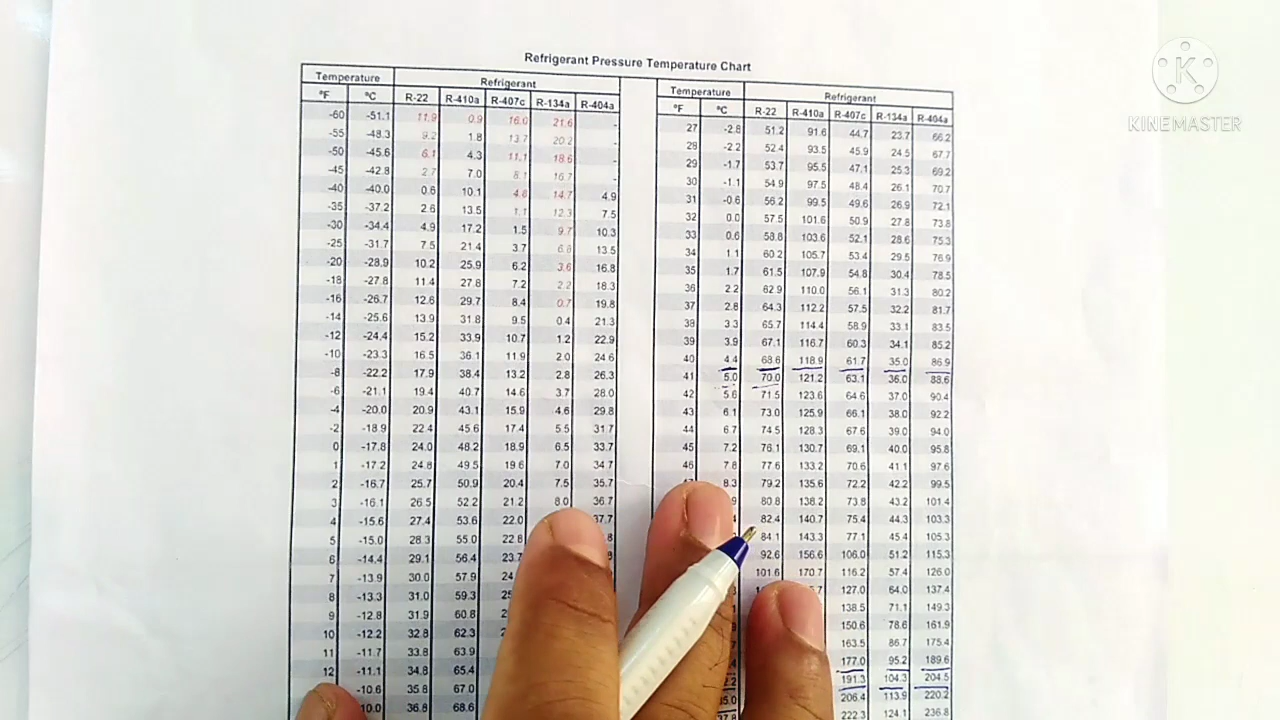 Refrigerant Pressure Temperature Chart
Temperature Refrigerant
°F °C R-22 R-410a R-407c R-134a R-404a
-60 -51.1 11.9 0.9 16.0 21.6 -
-55 -48.3 9.2 1.8 13.7 20.2 -
-50 -45.6 6.1 4.3 11.1 18.6 -
-45 -42.8 2.7 7.0 8.1 16.7 -
-40 -40.0 0.6 10.1 4.8 14.7 4.9
-35 -37.2 2.6 13.5 1.1 12.3 7.5
-30 -34.4 4.9 17.2 1.5 9.7 10.3
-25 -31.7 7.5 21.4 3.7 6.8 13.5
-20 -28.9 10.2 25.9 6.2 3.6 16.8
-18 -27.8 11.4 27.8 7.2 2.2 18.3
-16 -26.7 12.6 29.7 8.4 0.7 19.8
-14 -25.6 13.9 31.8 9.5 0.4 21.3
-12 -24.4 15.2 33.9 10.7 1.2 22.9
-10 -23.3 16.5 36.1 11.9 2.0 24.6
-8 -22.2 17.9 38.4 13.2 2.8 26.3
-6 -21.1 19.4 40.7 14.6 3.7 28.0
-4 -20.0 20.9 43.1 15.9 4.6 29.8
-2 -18.9 22.4 45.6 17.4 5.5 31.7
0 -17.8 24.0 48.2 18.9 6.5 33.7
1 -17.2 24.8 49.5 19.6 7.0 34.7
2 -16.7 25.7 50.9 20.4 7.5 35.7
3 -16.1 26.5 52.2 21.2 8.0 36.7
4 -15.6 27.4 53.6 22.0 37.7
5 -15.0 28.3 55.0 22.8
6 -14.4 29.1 56.4 23.7
7 -13.9 30.0 57.9
8 -13.3 31.0 59.3
9 -12.8 31.9 60.8
10 -12.2 32.8 62.3
11 -11.7 33.8 63.9
12 -11.1 34.8 65.4
-10.6 35.8 67.0
36.8 68.6
Temperature Refrigerant
°F °C R-22 R-410a R-407c R-134a R-404a
27 -2.8 51.2 91.6 44.7 23.7 66.2
28 -2.2 52.4 93.5 45.9 24.5 67.7
29 -1.7 53.7 95.5 47.1 25.3 69.2
30 -1.1 54.9 97.5 48.4 26.1 70.7
31 -0.6 56.2 99.5 49.6 26.9 72.1
32 0.0 57.5 101.6 50.9 27.8 73.8
33 0.6 58.8 103.6 52.1 28.6 75.3
34 1.1 60.2 105.7 53.4 29.5 76.9
35 1.7 61.5 107.9 54.8 30.4 78.5
36 2.2 62.9 110.0 56.1 31.3 80.2
37 2.8 64.3 112.2 57.5 32.2 81.7
38 3.3 65.7 114.4 58.9 33.1 83.5
39 3.9 67.1 116.7 60.3 34.1 85.2
40 4.4 68.6 118.9 61.7 35.0 86.9
41 5.0 70.0 121.2 63.1 36.0 88.6
42 5.6 71.5 123.6 64.6 37.0 90.4
43 6.1 73.0 125.9 66.1 38.0 92.2
44 6.7 74.5 128.3 67.6 39.0 94.0
45 7.2 76.1 130.7 69.1 40.0 95.8
46 7.8 77.6 133.2 70.6 41.1 97.6
8.3 79.2 135.6 72.2 42.2 99.5
80.8 138.2 73.8 43.2 101.4
82.4 140.7 75.4 44.3 103.3
84.1 143.3 77.1 45.4 105.3
92.6 156.6 106.0 51.2 115.3
101.6 170.7 116.2 57.4 126.0
127.0 64.0 137.4
138.5 71.1 149.3
150.6 78.6 161.9
163.5 86.7 175.4
177.0 95.2 189.6
191.3 104.3 204.5
206.4 113.9 220.2
222.3 124.1 236.8
K
KINEMASTER